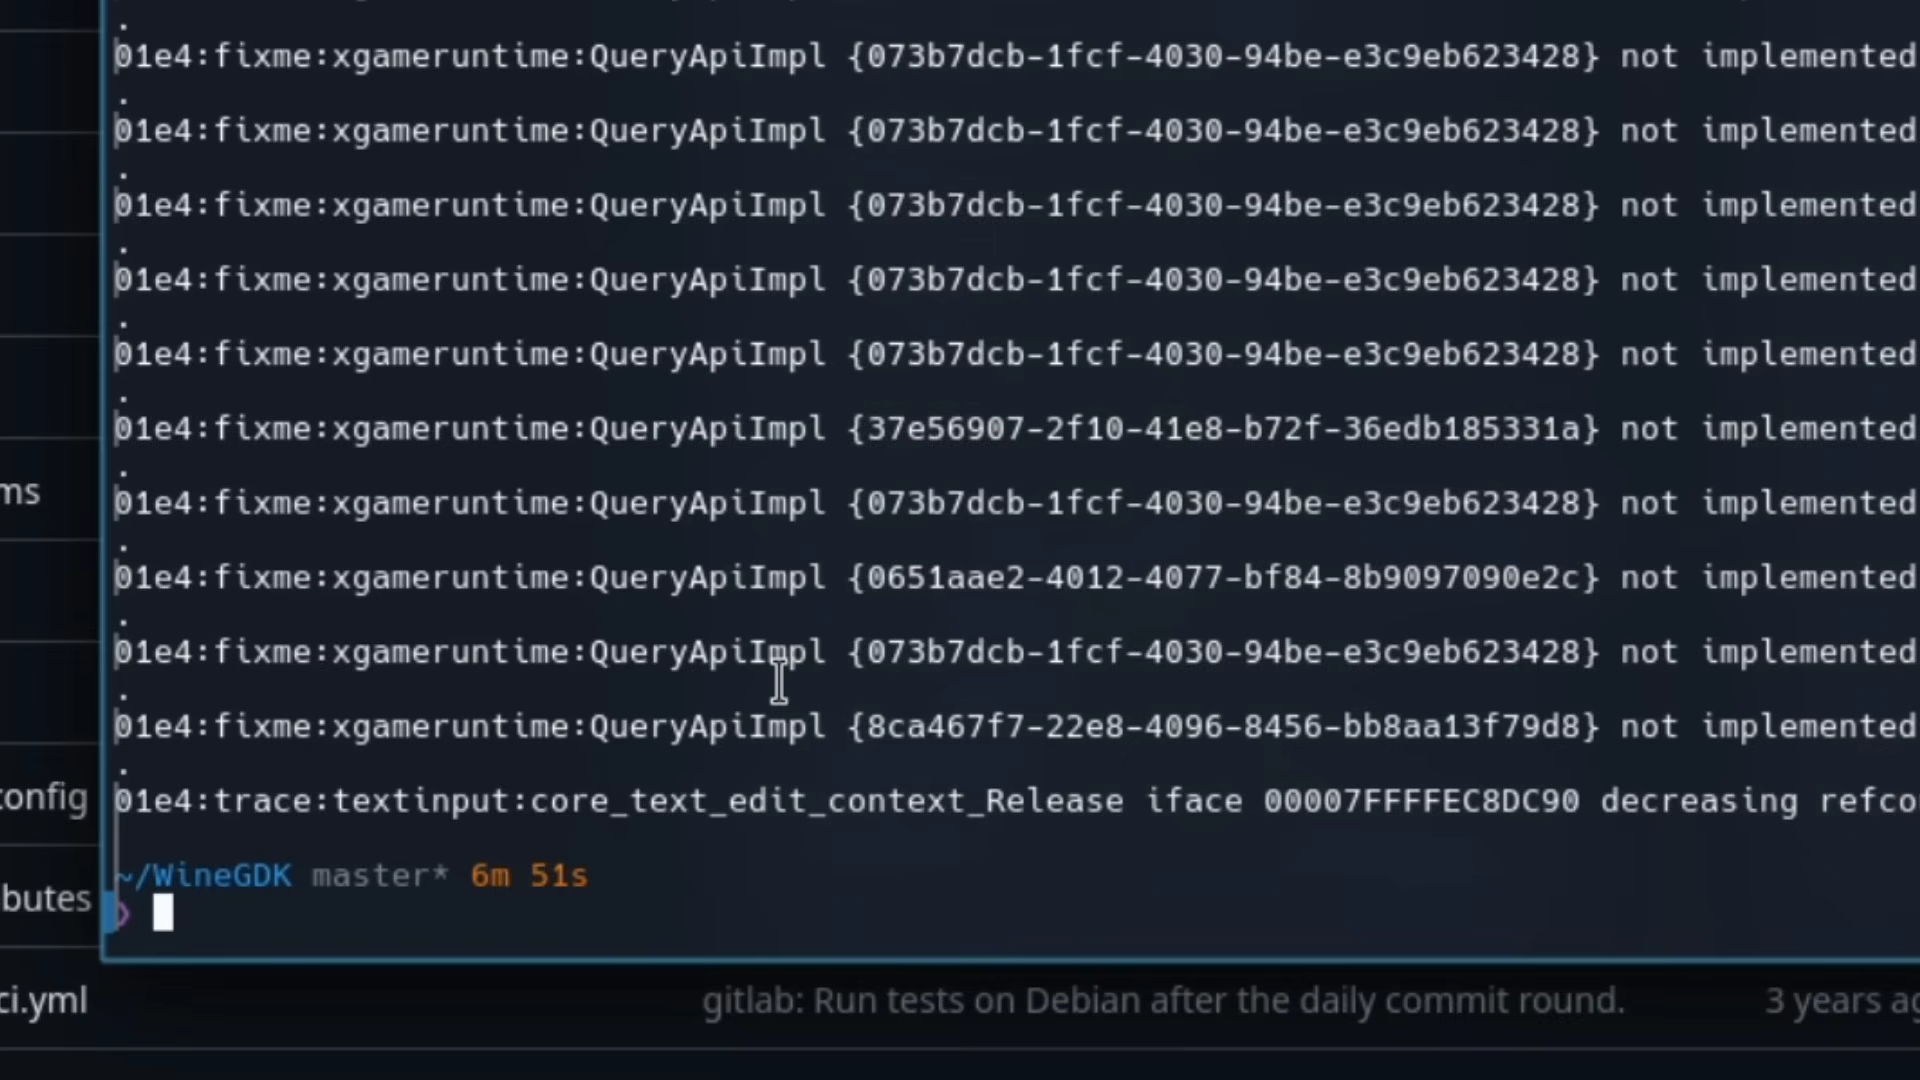 .
01e4:fixme:xgameruntime:QueryApiImpl {073b7dcb-1fcf-4030-94be-e3c9eb623428} not implemented
.
01e4:fixme:xgameruntime:QueryApiImpl {073b7dcb-1fcf-4030-94be-e3c9eb623428} not implemented
.
01e4:fixme:xgameruntime:QueryApiImpl {073b7dcb-1fcf-4030-94be-e3c9eb623428} not implemented
.
01e4:fixme:xgameruntime:QueryApiImpl {073b7dcb-1fcf-4030-94be-e3c9eb623428} not implemented
.
01e4:fixme:xgameruntime:QueryApiImpl {073b7dcb-1fcf-4030-94be-e3c9eb623428} not implemented
.
01e4:fixme:xgameruntime:QueryApiImpl {37e56907-2f10-41e8-b72f-36edb185331a} not implemented
.
01e4:fixme:xgameruntime:QueryApiImpl {073b7dcb-1fcf-4030-94be-e3c9eb623428} not implemented
.
01e4:fixme:xgameruntime:QueryApiImpl {0651aae2-4012-4077-bf84-8b9097090e2c} not implemented
.
01e4:fixme:xgameruntime:QueryApiImpl {073b7dcb-1fcf-4030-94be-e3c9eb623428} not implemented
.
01e4:fixme:xgameruntime:QueryApiImpl {8ca467f7-22e8-4096-8456-bb8aa13f79d8} not implemented
.
01e4:trace:textinput:core_text_edit_context_Release iface 00007FFFFEC8DC90 decreasing refco
~/WineGDK master* 6m 51s
❯
ms
config
butes
ci.yml
gitlab: Run tests on Debian after the daily commit round.
3 years ag